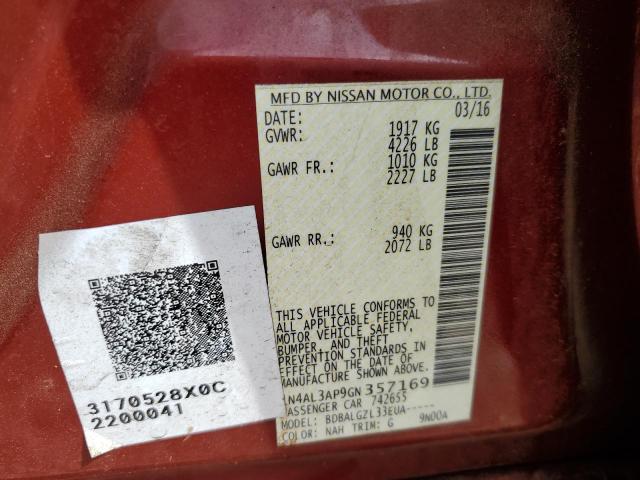 MFD BY NISSAN MOTOR CO., LTD.
DATE: 03/16
GVWR: 1917 KG
4226 LB
GAWR FR.: 1010 KG
2227 LB
GAWR RR.: 940 KG
2072 LB
THIS VEHICLE CONFORMS TO
ALL APPLICABLE FEDERAL
MOTOR VEHICLE SAFETY,
BUMPER, AND THEFT
PREVENTION STANDARDS IN
EFFECT ON THE DATE OF
MANUFACTURE SHOWN ABOVE.
N4AL3AP9GN357169
PASSENGER CAR 742655
MODEL: BDBALGZL33EUA-----
COLOR: NAH TRIM: G 9N00A
3170528X0C
2200041